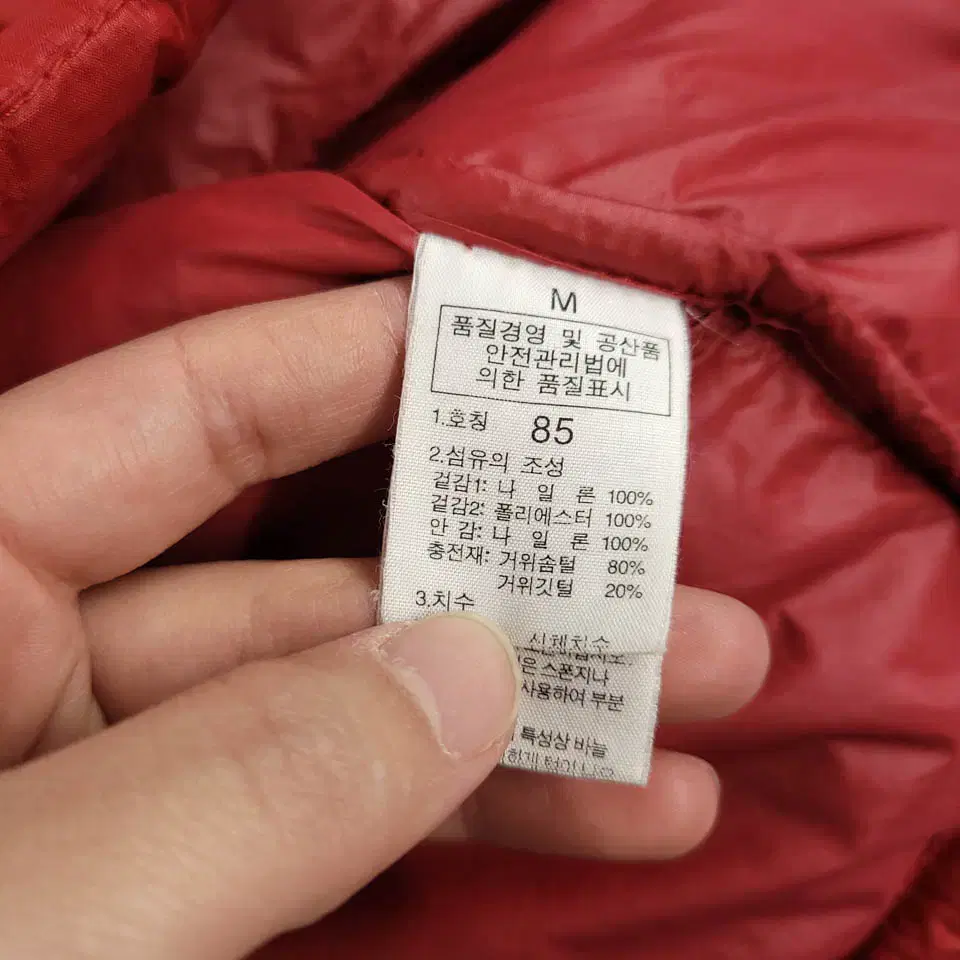 M
품질경영 및 공산품
안전관리법에
의한 품질표시
1.호칭 85
2.섬유의 조성
겉감1: 나 일 론 100%
겉감2: 폴리에스터 100%
안 감: 나 일 론 100%
충전재: 거위솜털 80%
거위깃털 20%
3.치수
신체치수
은 스폰지나
사용하여 부분
특성상 바늘